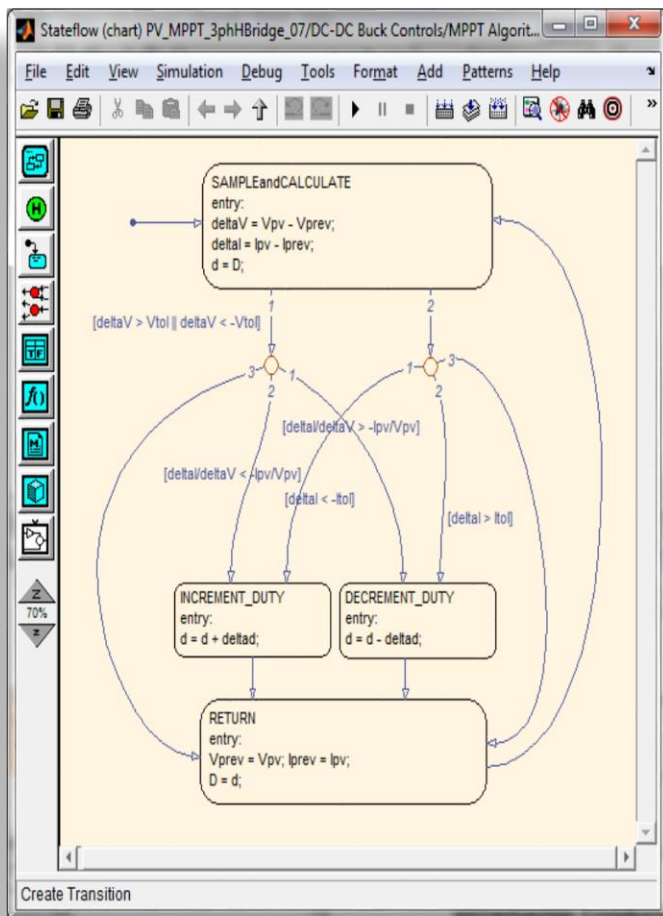 Stateflow (chart) PV_MPPT_3phHBridge_07/DC-DC Buck Controls/MPPT Algorit...
File Edit View Simulation Debug Tools Format Add Patterns Help
SAMPLEandCALCULATE
entry:
deltaV = Vpv - Vprev;
deltaI = Ipv - Iprev;
d = D;
1
2
[deltaV > Vtol || deltaV < -Vtol]
3
1
2
1
3
2
[deltaI/deltaV > -Ipv/Vpv]
[deltaI/deltaV < -Ipv/Vpv]
[deltaI < -Itol]
[deltaI > Itol]
70%
INCREMENT_DUTY
entry:
d = d + deltad;
DECREMENT_DUTY
entry:
d = d - deltad;
RETURN
entry:
Vprev = Vpv; Iprev = Ipv;
D = d;
Create Transition